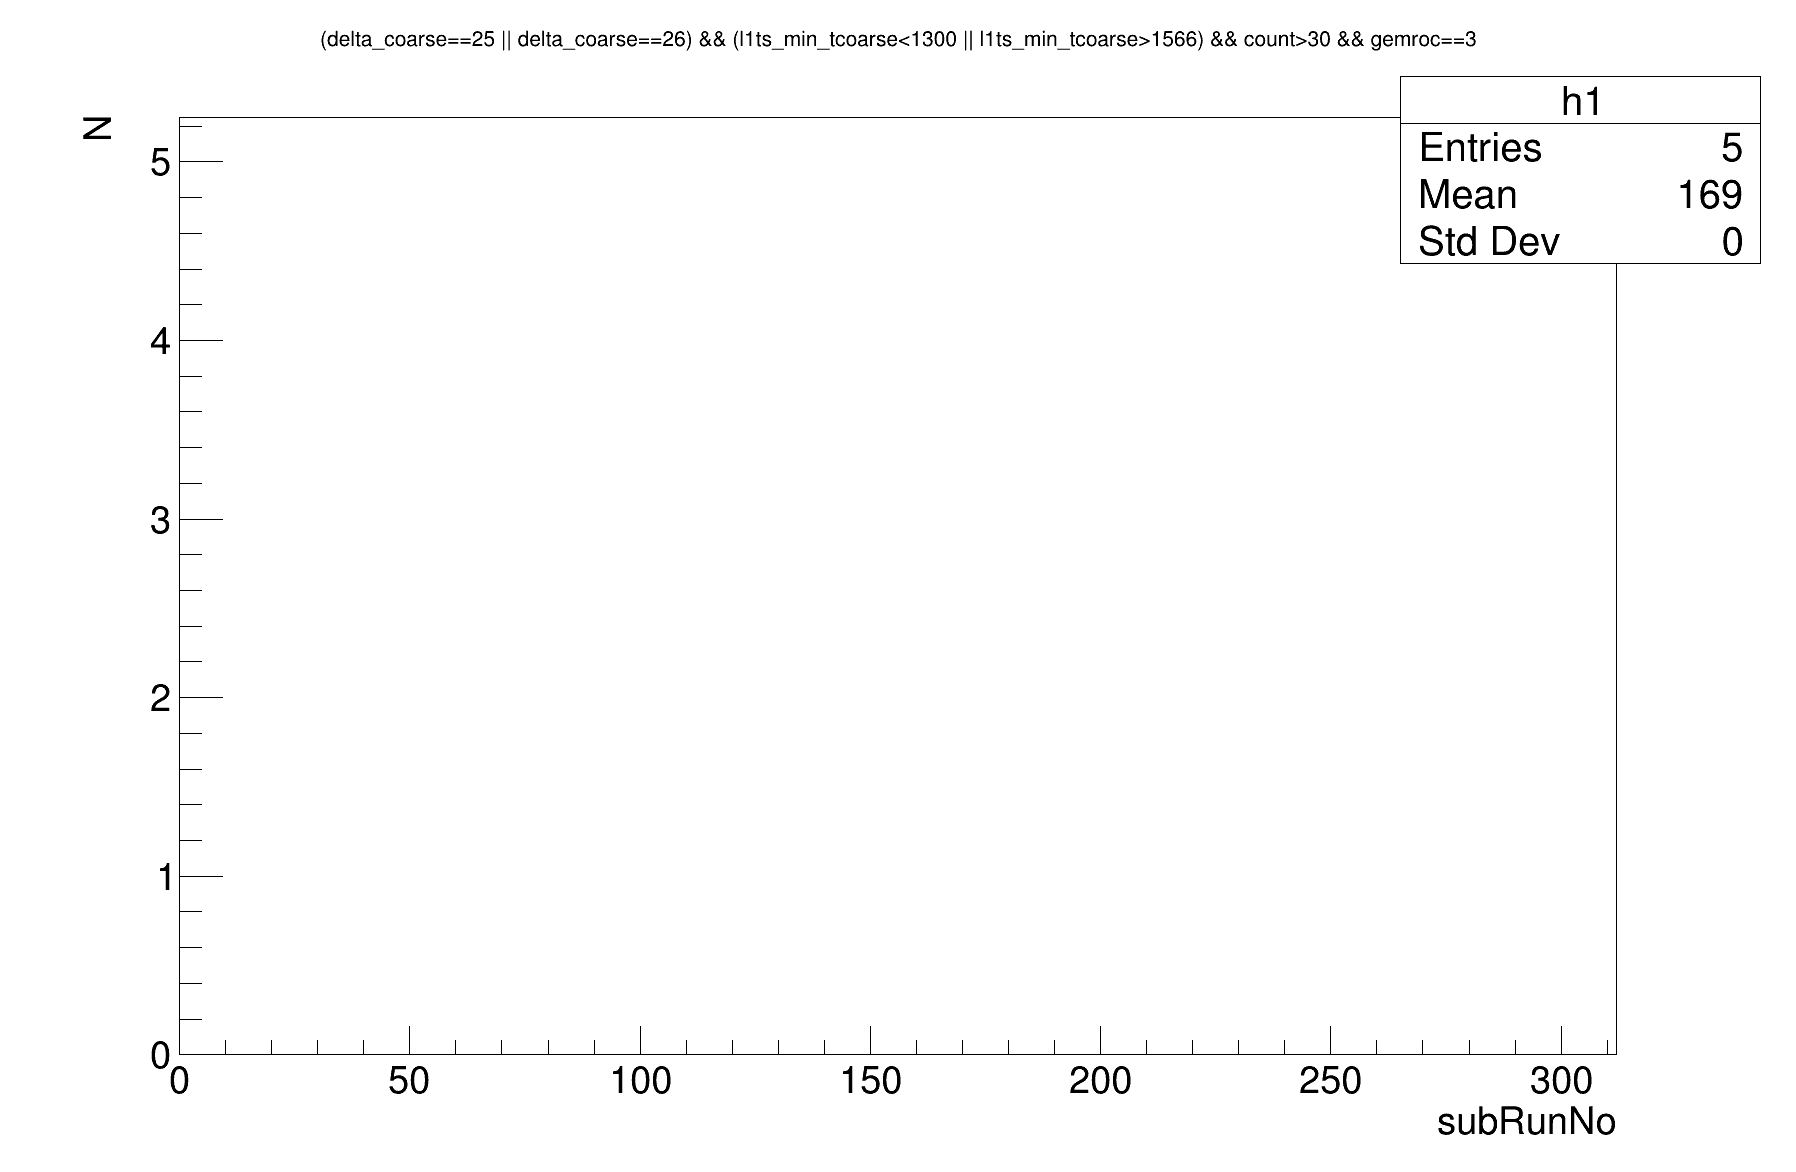 (delta_coarse==25 || delta_coarse==26) && (l1ts_min_tcoarse<1300 || l1ts_min_tcoarse>1566) && count>30 && gemroc==3
h1
Entries 5
Mean 169
Std Dev 0
N
5
4
3
2
1
0
0 50 100 150 200 250 300
subRunNo